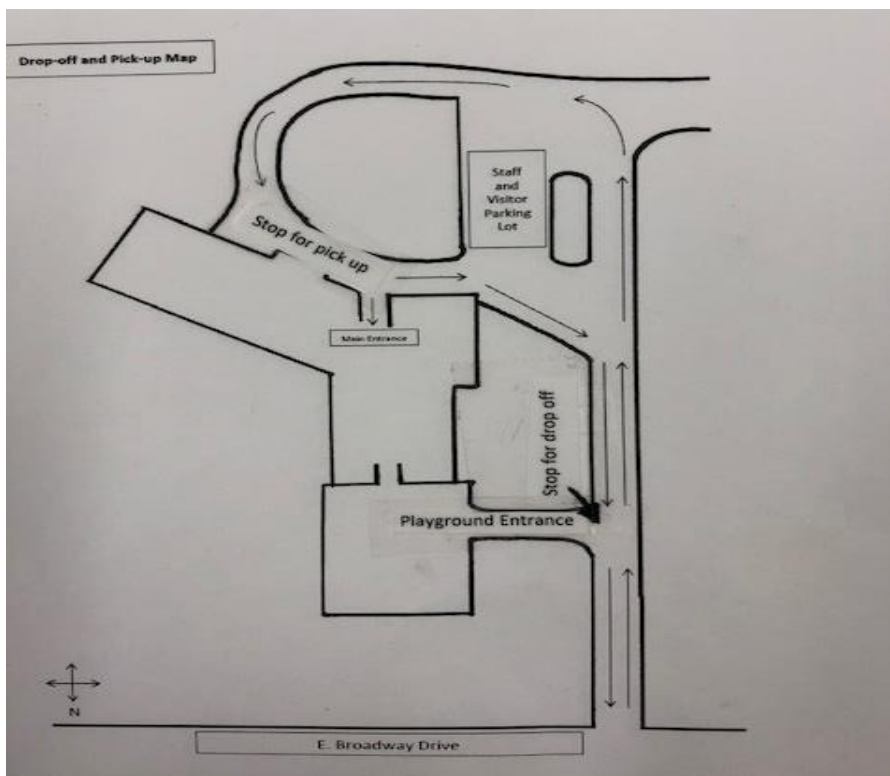 Drop-off and Pick-up Map
Staff
and
Visitor
Parking
Lot
Stop for pick up
Main Entrance
Stop for drop off
Playground Entrance
N
E. Broadway Drive